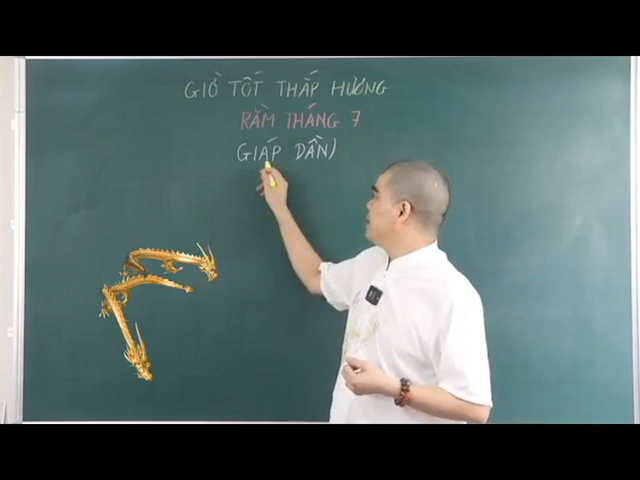 GIỜ TỐT THẮP HƯƠNG
RẰM THÁNG 7
GIÁP DẦN)